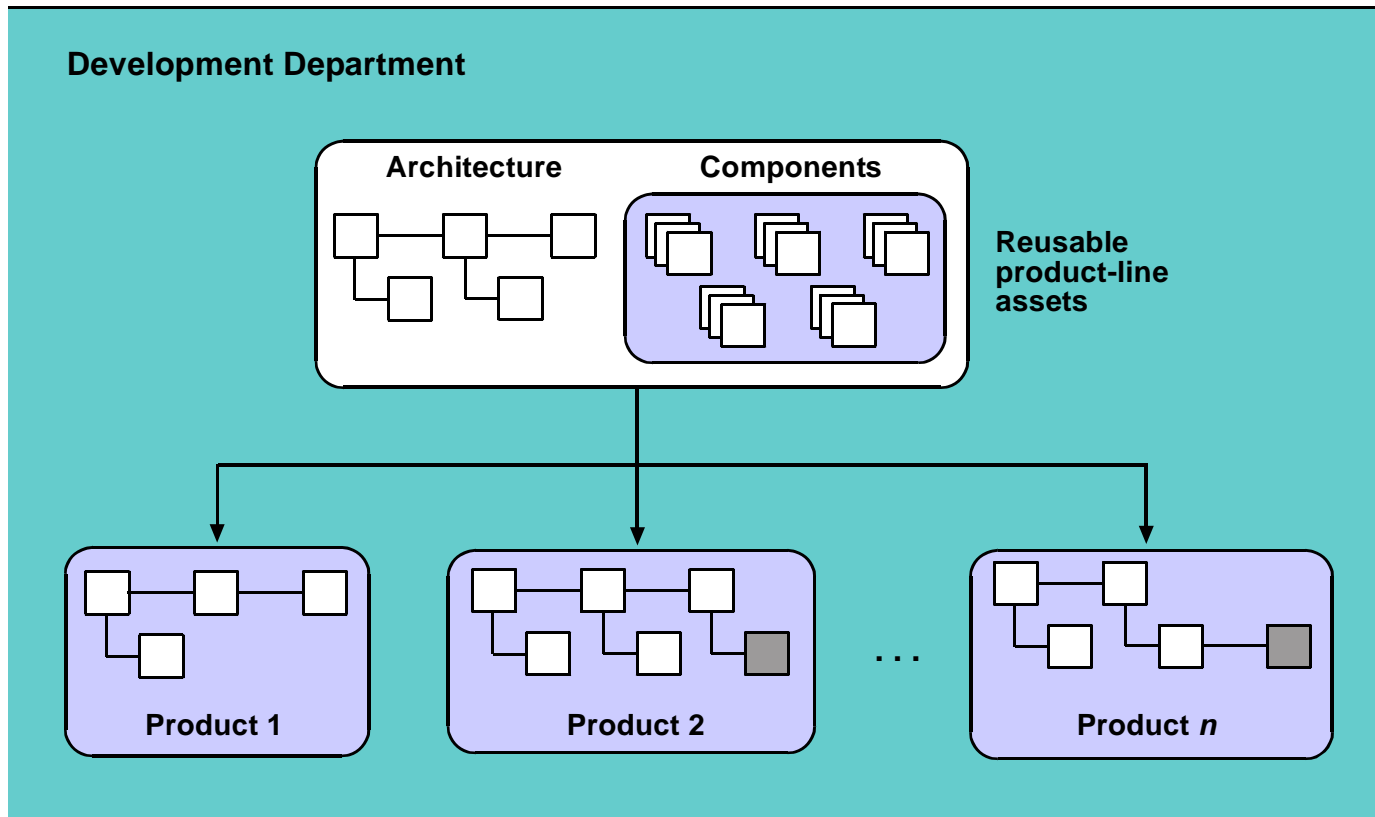 Development Department
Architecture
Components
Reusable
product-line
assets
. . .
Product 1
Product 2
Product n